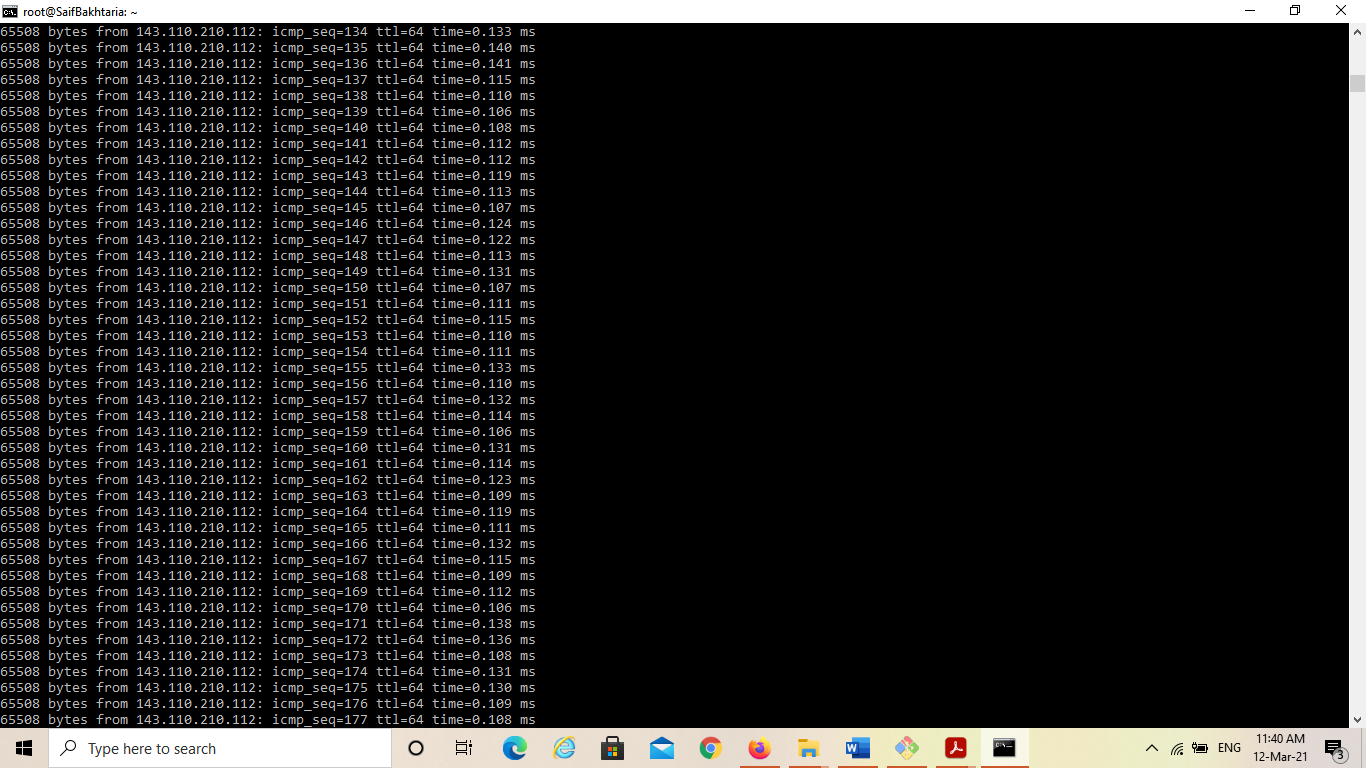 root@SaifBakhtaria: ~
65508 bytes from 143.110.210.112: icmp_seq=134 ttl=64 time=0.133 ms
65508 bytes from 143.110.210.112: icmp_seq=135 ttl=64 time=0.140 ms
65508 bytes from 143.110.210.112: icmp_seq=136 ttl=64 time=0.141 ms
65508 bytes from 143.110.210.112: icmp_seq=137 ttl=64 time=0.115 ms
65508 bytes from 143.110.210.112: icmp_seq=138 ttl=64 time=0.110 ms
65508 bytes from 143.110.210.112: icmp_seq=139 ttl=64 time=0.106 ms
65508 bytes from 143.110.210.112: icmp_seq=140 ttl=64 time=0.108 ms
65508 bytes from 143.110.210.112: icmp_seq=141 ttl=64 time=0.112 ms
65508 bytes from 143.110.210.112: icmp_seq=142 ttl=64 time=0.112 ms
65508 bytes from 143.110.210.112: icmp_seq=143 ttl=64 time=0.119 ms
65508 bytes from 143.110.210.112: icmp_seq=144 ttl=64 time=0.113 ms
65508 bytes from 143.110.210.112: icmp_seq=145 ttl=64 time=0.107 ms
65508 bytes from 143.110.210.112: icmp_seq=146 ttl=64 time=0.124 ms
65508 bytes from 143.110.210.112: icmp_seq=147 ttl=64 time=0.122 ms
65508 bytes from 143.110.210.112: icmp_seq=148 ttl=64 time=0.113 ms
65508 bytes from 143.110.210.112: icmp_seq=149 ttl=64 time=0.131 ms
65508 bytes from 143.110.210.112: icmp_seq=150 ttl=64 time=0.107 ms
65508 bytes from 143.110.210.112: icmp_seq=151 ttl=64 time=0.111 ms
65508 bytes from 143.110.210.112: icmp_seq=152 ttl=64 time=0.115 ms
65508 bytes from 143.110.210.112: icmp_seq=153 ttl=64 time=0.110 ms
65508 bytes from 143.110.210.112: icmp_seq=154 ttl=64 time=0.111 ms
65508 bytes from 143.110.210.112: icmp_seq=155 ttl=64 time=0.133 ms
65508 bytes from 143.110.210.112: icmp_seq=156 ttl=64 time=0.110 ms
65508 bytes from 143.110.210.112: icmp_seq=157 ttl=64 time=0.132 ms
65508 bytes from 143.110.210.112: icmp_seq=158 ttl=64 time=0.114 ms
65508 bytes from 143.110.210.112: icmp_seq=159 ttl=64 time=0.106 ms
65508 bytes from 143.110.210.112: icmp_seq=160 ttl=64 time=0.131 ms
65508 bytes from 143.110.210.112: icmp_seq=161 ttl=64 time=0.114 ms
65508 bytes from 143.110.210.112: icmp_seq=162 ttl=64 time=0.123 ms
65508 bytes from 143.110.210.112: icmp_seq=163 ttl=64 time=0.109 ms
65508 bytes from 143.110.210.112: icmp_seq=164 ttl=64 time=0.119 ms
65508 bytes from 143.110.210.112: icmp_seq=165 ttl=64 time=0.111 ms
65508 bytes from 143.110.210.112: icmp_seq=166 ttl=64 time=0.132 ms
65508 bytes from 143.110.210.112: icmp_seq=167 ttl=64 time=0.115 ms
65508 bytes from 143.110.210.112: icmp_seq=168 ttl=64 time=0.109 ms
65508 bytes from 143.110.210.112: icmp_seq=169 ttl=64 time=0.112 ms
65508 bytes from 143.110.210.112: icmp_seq=170 ttl=64 time=0.106 ms
65508 bytes from 143.110.210.112: icmp_seq=171 ttl=64 time=0.138 ms
65508 bytes from 143.110.210.112: icmp_seq=172 ttl=64 time=0.136 ms
65508 bytes from 143.110.210.112: icmp_seq=173 ttl=64 time=0.108 ms
65508 bytes from 143.110.210.112: icmp_seq=174 ttl=64 time=0.131 ms
65508 bytes from 143.110.210.112: icmp_seq=175 ttl=64 time=0.130 ms
65508 bytes from 143.110.210.112: icmp_seq=176 ttl=64 time=0.109 ms
65508 bytes from 143.110.210.112: icmp_seq=177 ttl=64 time=0.108 ms
Type here to search
ENG
11:40 AM
12-Mar-21
3